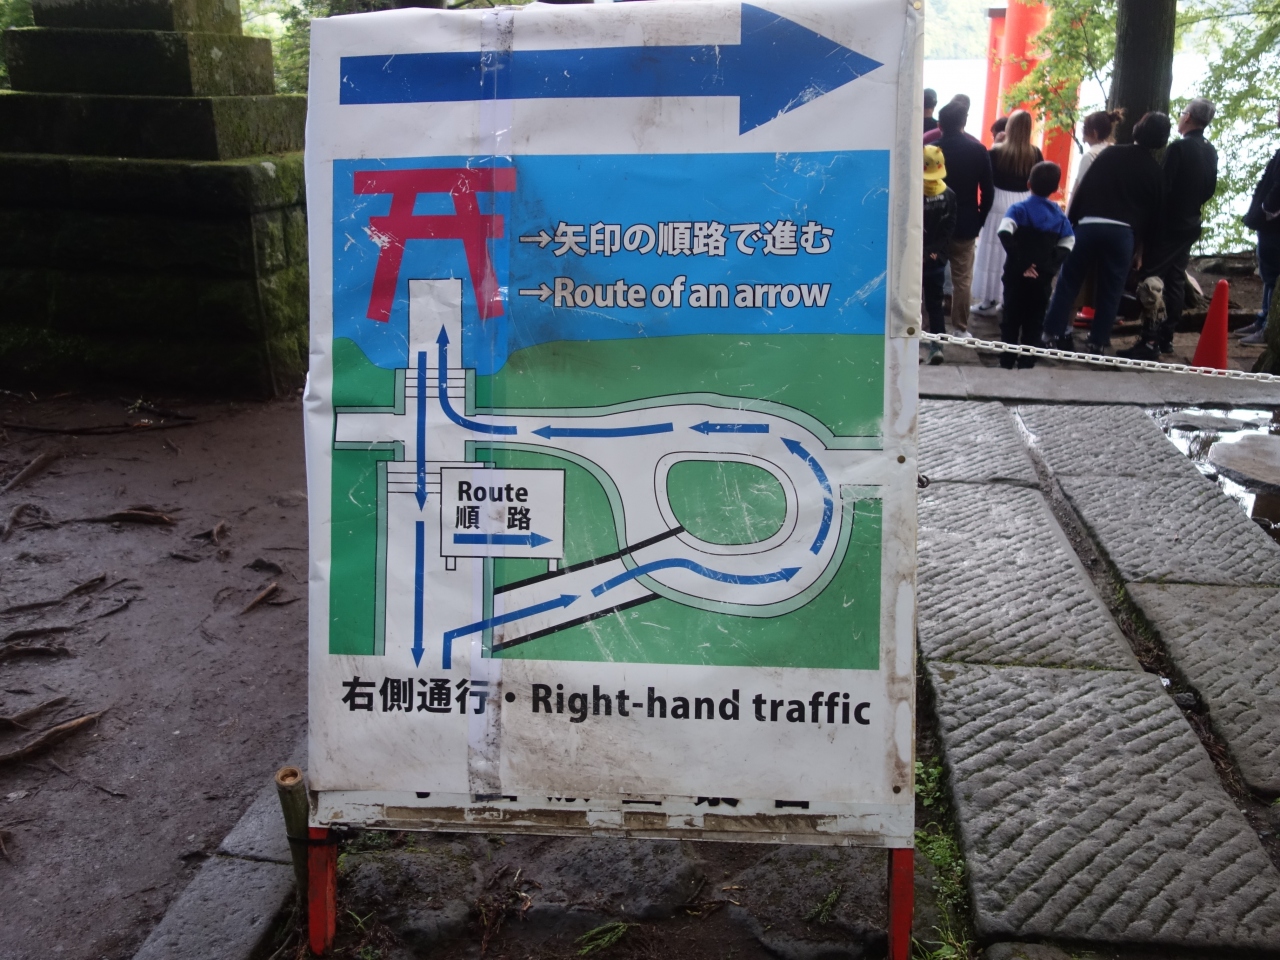 →矢印の順路で進む
→Route of an arrow
Route
順 路
右側通行・Right-hand traffic